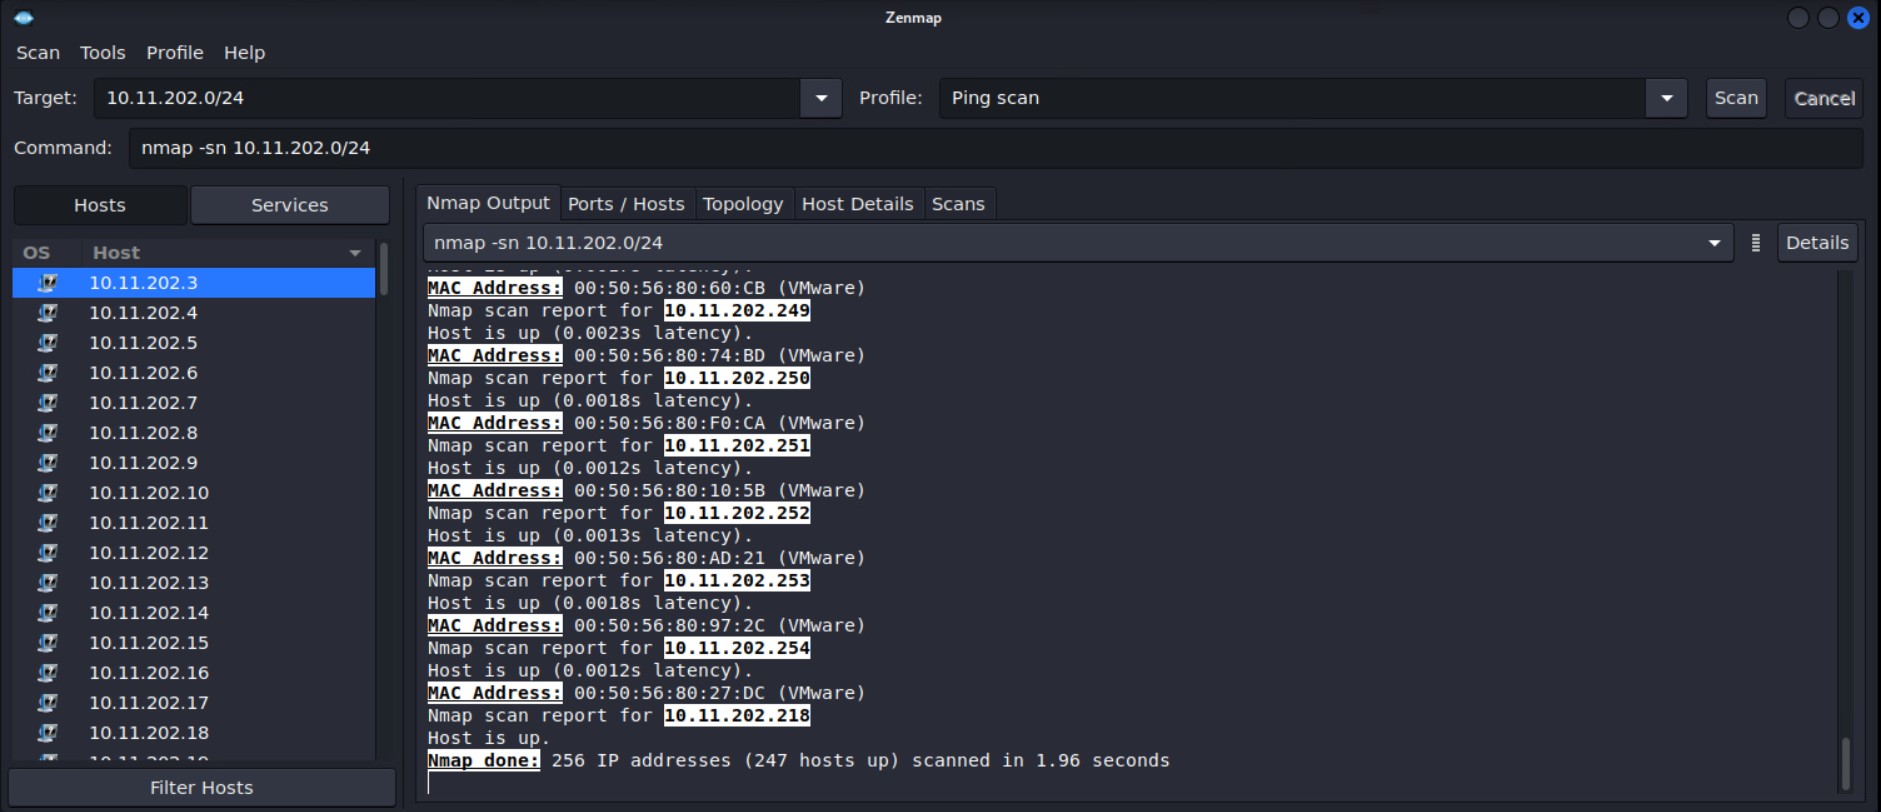 Zenmap
Scan Tools Profile Help
Target: 10.11.202.0/24 Profile: Ping scan Scan Cancel
Command: nmap -sn 10.11.202.0/24
Hosts Services
OS Host
10.11.202.3
10.11.202.4
10.11.202.5
10.11.202.6
10.11.202.7
10.11.202.8
10.11.202.9
10.11.202.10
10.11.202.11
10.11.202.12
10.11.202.13
10.11.202.14
10.11.202.15
10.11.202.16
10.11.202.17
10.11.202.18
10.11.202.19
Filter Hosts
Nmap Output Ports / Hosts Topology Host Details Scans
nmap -sn 10.11.202.0/24 Details
Host is up latency).
MAC Address: 00:50:56:80:60:CB (VMware)
Nmap scan report for 10.11.202.249
Host is up (0.0023s latency).
MAC Address: 00:50:56:80:74:BD (VMware)
Nmap scan report for 10.11.202.250
Host is up (0.0018s latency).
MAC Address: 00:50:56:80:F0:CA (VMware)
Nmap scan report for 10.11.202.251
Host is up (0.0012s latency).
MAC Address: 00:50:56:80:10:5B (VMware)
Nmap scan report for 10.11.202.252
Host is up (0.0013s latency).
MAC Address: 00:50:56:80:AD:21 (VMware)
Nmap scan report for 10.11.202.253
Host is up (0.0018s latency).
MAC Address: 00:50:56:80:97:2C (VMware)
Nmap scan report for 10.11.202.254
Host is up (0.0012s latency).
MAC Address: 00:50:56:80:27:DC (VMware)
Nmap scan report for 10.11.202.218
Host is up.
Nmap done: 256 IP addresses (247 hosts up) scanned in 1.96 seconds